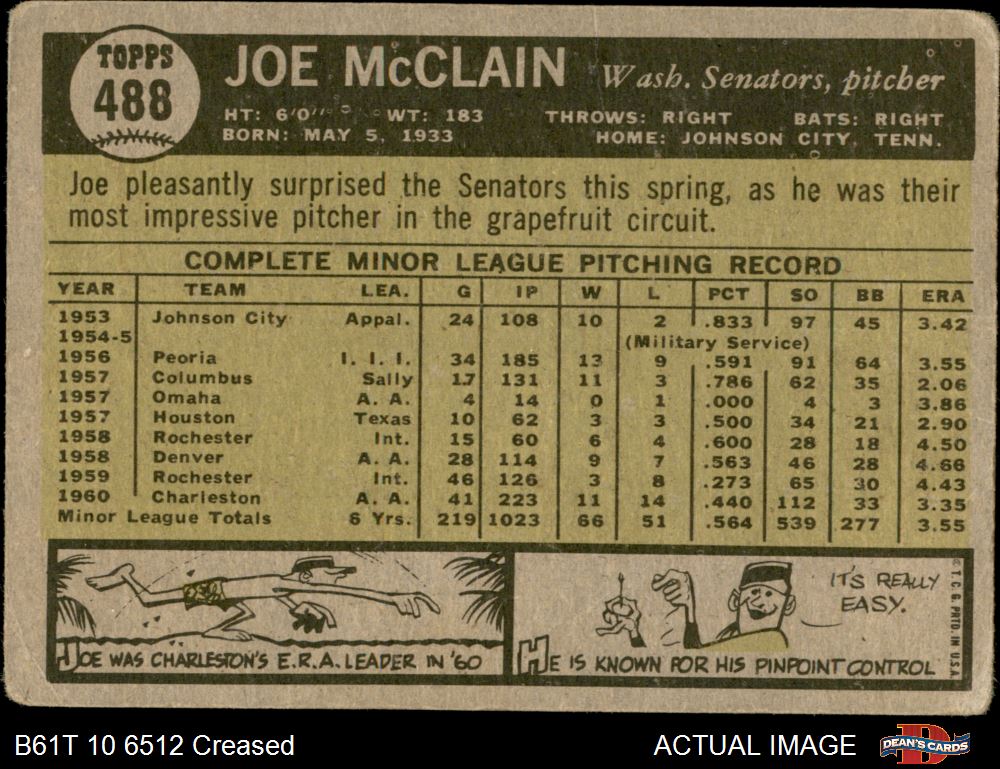 TOPPS
488
JOE McCLAIN Wash. Senators, pitcher
HT: 6'0" WT: 183 THROWS: RIGHT BATS: RIGHT
BORN: MAY 5, 1933 HOME: JOHNSON CITY, TENN.
Joe pleasantly surprised the Senators this spring, as he was their
most impressive pitcher in the grapefruit circuit.
COMPLETE MINOR LEAGUE PITCHING RECORD
YEAR TEAM LEA. G IP W L PCT SO BB ERA
1953 Johnson City Appal. 24 108 10 2 .833 97 45 3.42
1954-5 (Military Service)
1956 Peoria I. I. I. 34 185 13 9 .591 91 64 3.55
1957 Columbus Sally 17 131 11 3 .786 62 35 2.06
1957 Omaha A. A. 4 14 0 1 .000 4 3 3.86
1957 Houston Texas 10 62 3 3 .500 34 21 2.90
1958 Rochester Int. 15 60 6 4 .600 28 18 4.50
1958 Denver A. A. 28 114 9 7 .563 46 28 4.66
1959 Rochester Int. 46 126 3 8 .273 65 30 4.43
1960 Charleston A. A. 41 223 11 14 .440 112 33 3.35
Minor League Totals 6 Yrs. 219 1023 66 51 .564 539 277 3.55
JOE WAS CHARLESTON'S E.R.A. LEADER IN '60
IT'S REALLY
EASY.
HE IS KNOWN FOR HIS PINPOINT CONTROL
© T. C. G. PRTD. IN U.S.A.
B61T 10 6512 Creased
ACTUAL IMAGE
DEAN'S CARDS